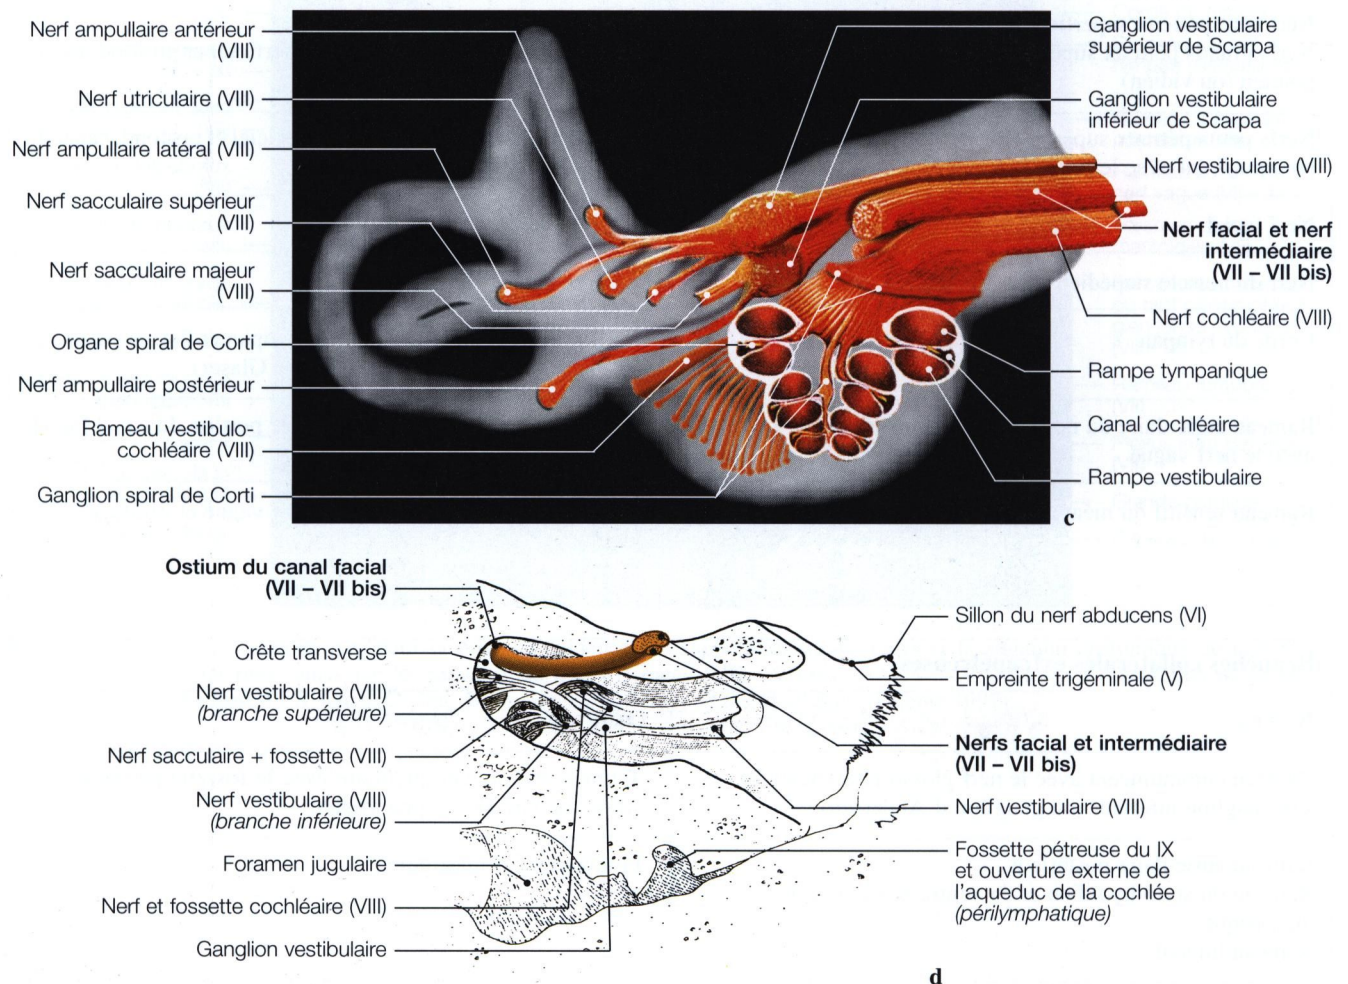 Nerf ampullaire antérieur
(VIII)
Nerf utriculaire (VIII)
Nerf ampullaire latéral (VIII)
Nerf sacculaire supérieur
(VIII)
Nerf sacculaire majeur
(VIII)
Organe spiral de Corti
Nerf ampullaire postérieur
Rameau vestibulo-
cochléaire (VIII)
Ganglion spiral de Corti
Ganglion vestibulaire
supérieur de Scarpa
Ganglion vestibulaire
inférieur de Scarpa
Nerf vestibulaire (VIII)
Nerf facial et nerf
intermédiaire
(VII – VII bis)
Nerf cochléaire (VIII)
Rampe tympanique
Canal cochléaire
Rampe vestibulaire
c
Ostium du canal facial
(VII – VII bis)
Crête transverse
Nerf vestibulaire (VIII)
(branche supérieure)
Nerf sacculaire + fossette (VIII)
Nerf vestibulaire (VIII)
(branche inférieure)
Foramen jugulaire
Nerf et fossette cochléaire (VIII)
Ganglion vestibulaire
Sillon du nerf abducens (VI)
Empreinte trigéminale (V)
Nerfs facial et intermédiaire
(VII – VII bis)
Nerf vestibulaire (VIII)
Fossette pétreuse du IX
et ouverture externe de
l'aqueduc de la cochlée
(périlymphatique)
d